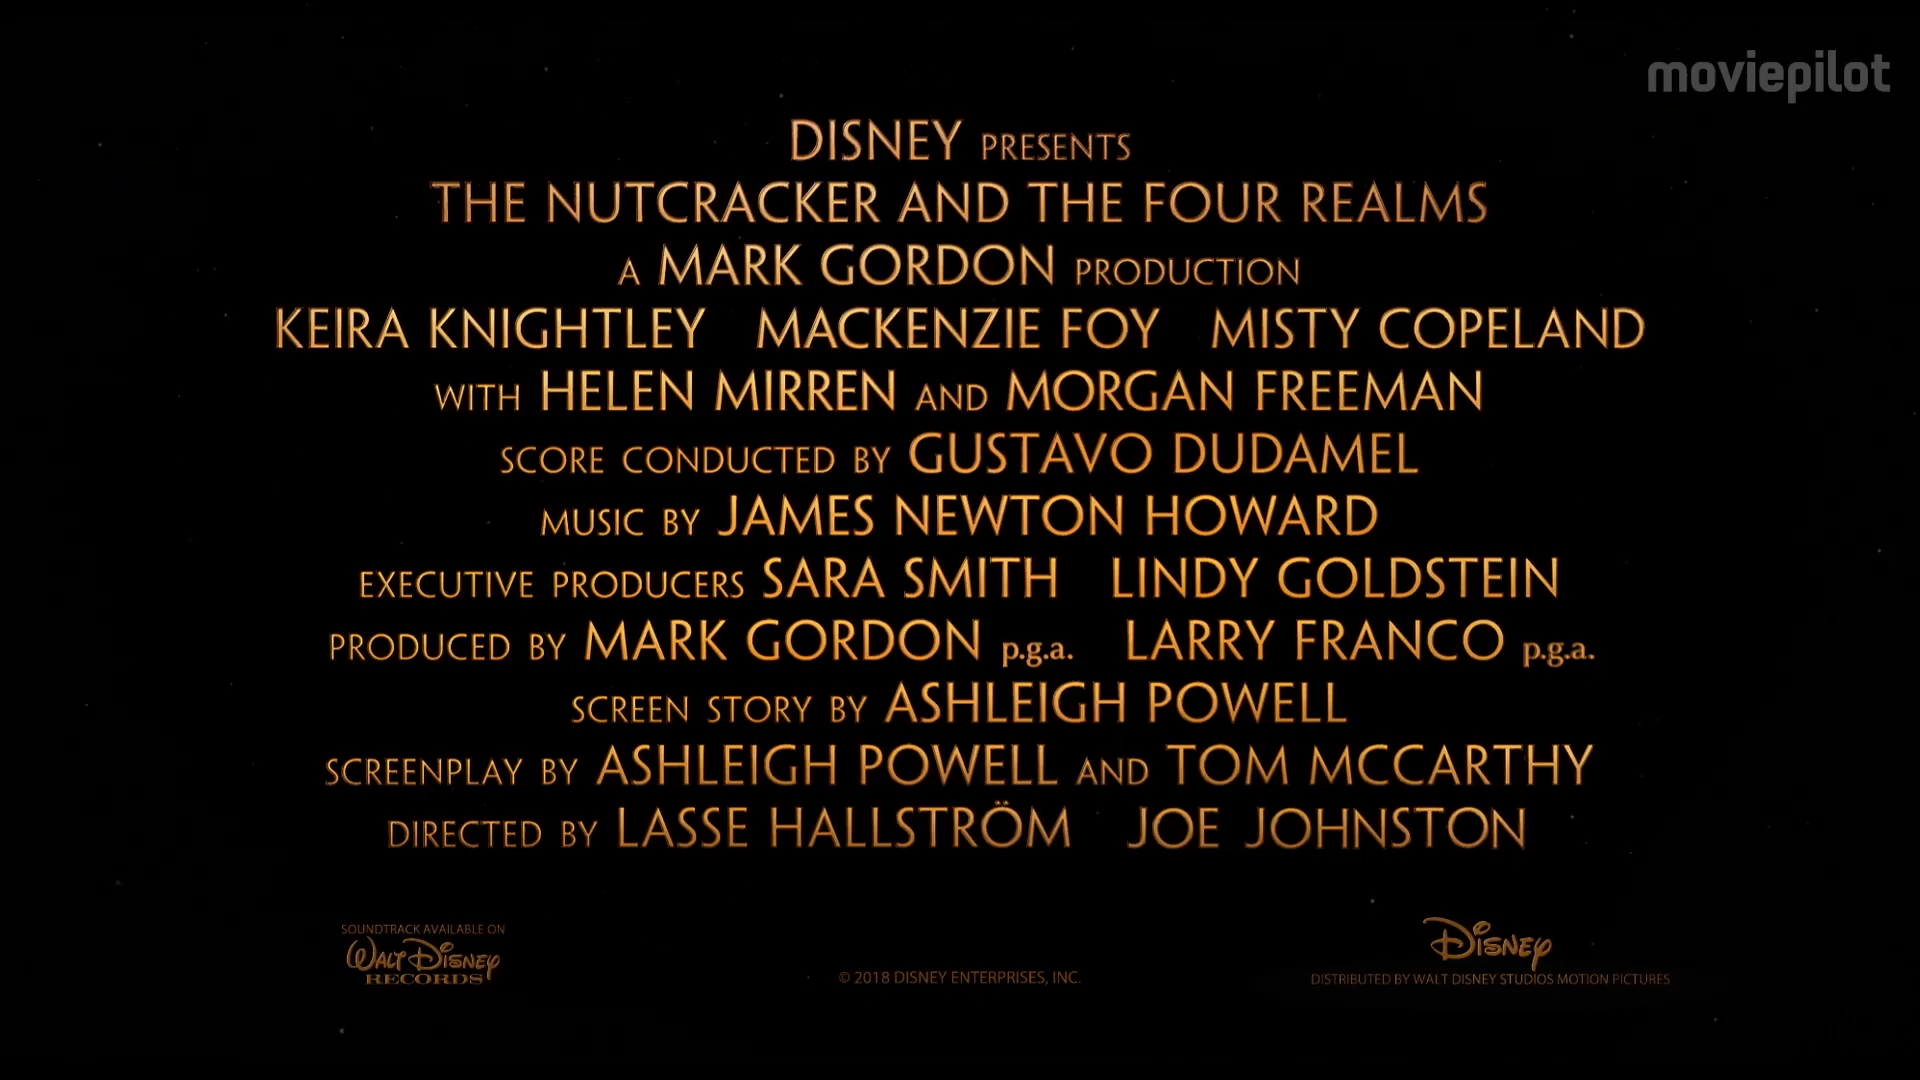 moviepilot
DISNEY PRESENTS
THE NUTCRACKER AND THE FOUR REALMS
A MARK GORDON PRODUCTION
KEIRA KNIGHTLEY MACKENZIE FOY MISTY COPELAND
WITH HELEN MIRREN AND MORGAN FREEMAN
SCORE CONDUCTED BY GUSTAVO DUDAMEL
MUSIC BY JAMES NEWTON HOWARD
EXECUTIVE PRODUCERS SARA SMITH LINDY GOLDSTEIN
PRODUCED BY MARK GORDON p.g.a. LARRY FRANCO p.g.a.
SCREEN STORY BY ASHLEIGH POWELL
SCREENPLAY BY ASHLEIGH POWELL AND TOM MCCARTHY
DIRECTED BY LASSE HALLSTRÖM JOE JOHNSTON
SOUNDTRACK AVAILABLE ON
WALT DISNEY
RECORDS
© 2018 DISNEY ENTERPRISES, INC.
DISNEY
DISTRIBUTED BY WALT DISNEY STUDIOS MOTION PICTURES